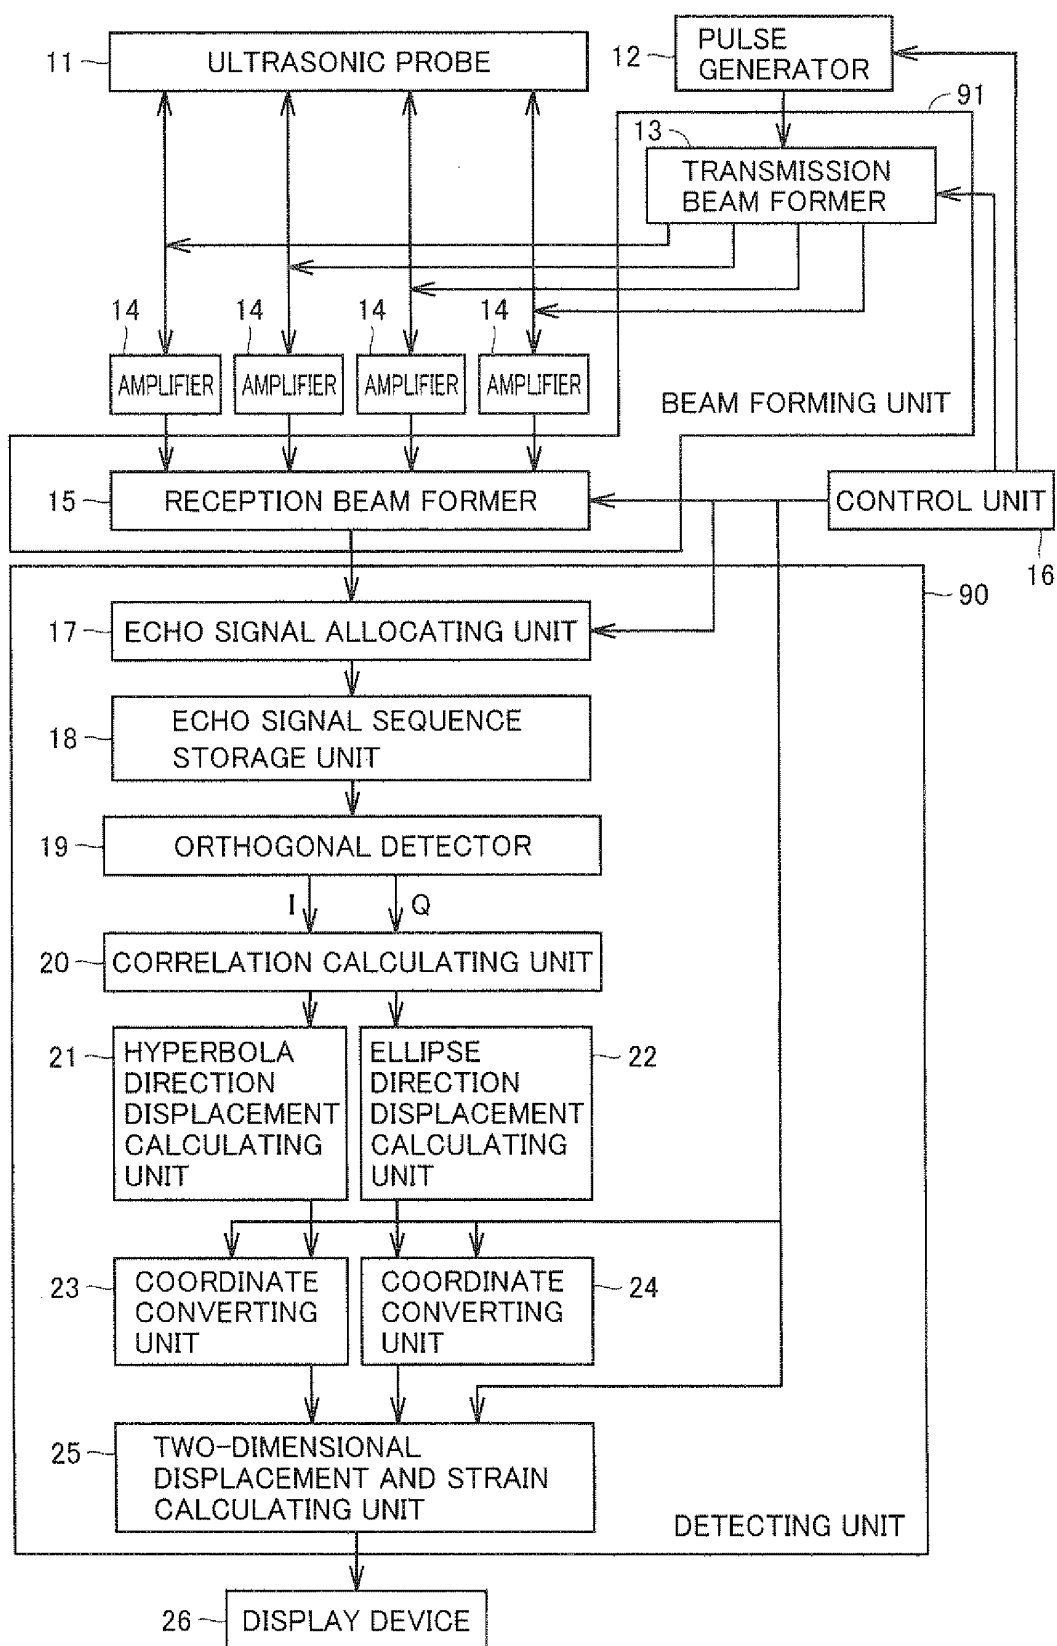 11
ULTRASONIC PROBE
12
PULSE
GENERATOR
91
13
TRANSMISSION
BEAM FORMER
14
14
14
14
AMPLIFIER
AMPLIFIER
AMPLIFIER
AMPLIFIER
BEAM FORMING UNIT
15
RECEPTION BEAM FORMER
CONTROL UNIT
16
90
17
ECHO SIGNAL ALLOCATING UNIT
18
ECHO SIGNAL SEQUENCE
STORAGE UNIT
19
ORTHOGONAL DETECTOR
I
Q
20
CORRELATION CALCULATING UNIT
21
HYPERBOLA
DIRECTION
DISPLACEMENT
CALCULATING
UNIT
ELLIPSE
DIRECTION
DISPLACEMENT
CALCULATING
UNIT
22
23
COORDINATE
CONVERTING
UNIT
COORDINATE
CONVERTING
UNIT
24
25
TWO-DIMENSIONAL
DISPLACEMENT AND STRAIN
CALCULATING UNIT
DETECTING UNIT
26
DISPLAY DEVICE